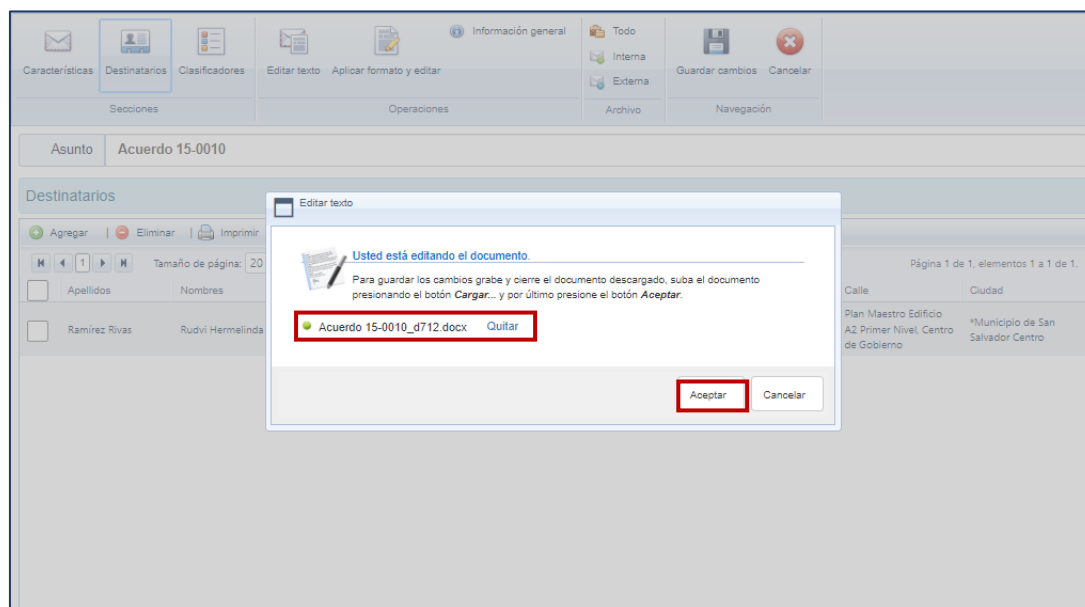 Información general
Todo
Interna
Externa
Características Destinatarios Clasificadores Editar texto Aplicar formato y editar Guardar cambios Cancelar
Secciones Operaciones Archivo Navegación
Asunto Acuerdo 15-0010
Destinatarios
Agregar | Eliminar | Imprimir
1 Tamaño de página: 20 Página 1 de 1, elementos 1 a 1 de 1.
Apellidos Nombres Calle Ciudad
Ramírez Rivas Rudvi Hermelinda
Plan Maestro Edificio
A2 Primer Nivel, Centro
de Gobierno
*Municipio de San
Salvador Centro
Editar texto
Usted está editando el documento.
Para guardar los cambios grabe y cierre el documento descargado, suba el documento
presionando el botón Cargar... y por último presione el botón Aceptar.
Acuerdo 15-0010_d712.docx Quitar
Aceptar Cancelar